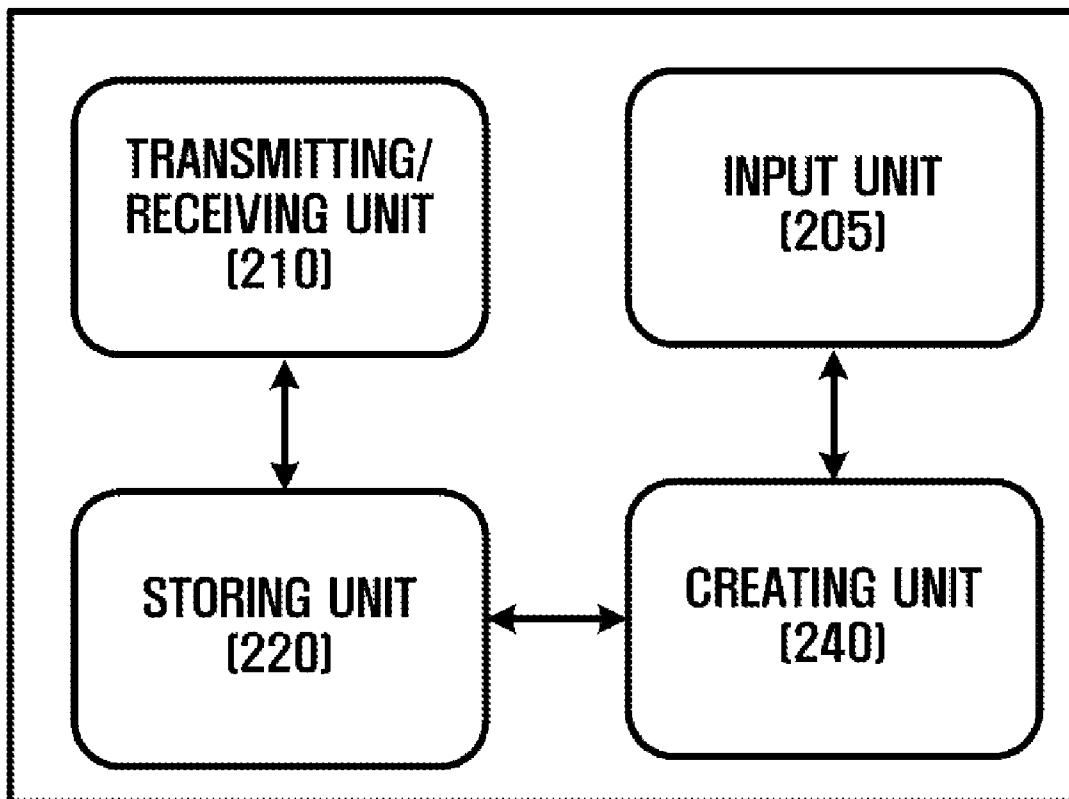 TRANSMITTING/
RECEIVING UNIT
(210)
INPUT UNIT
(205)
STORING UNIT
(220)
CREATING UNIT
(240)